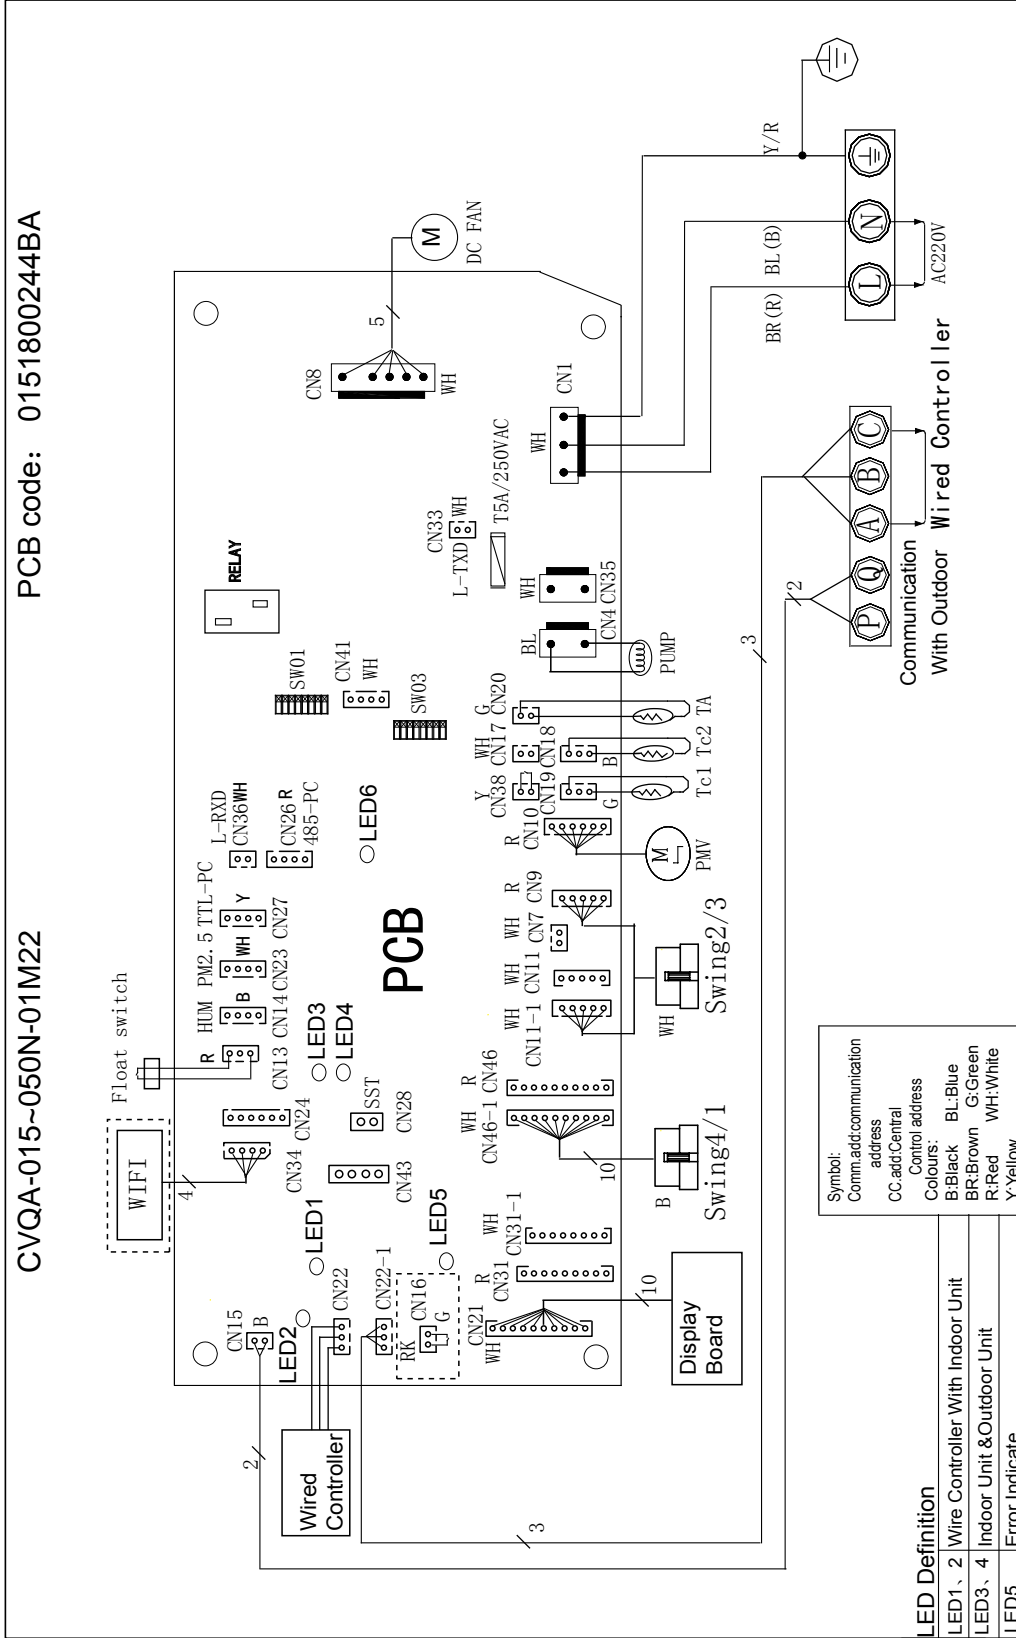 CVQA-015~050N-01M22
PCB code: 0151800244BA
Float switch
WIFI
4
CN15
B
LED2
2
Wired
Controller
CN22
LED1
CN22-1
RK
CN16
G
LED5
CN34
CN24
CN43
SST
CN28
R
CN13
LED3
LED4
HUM
B
CN14
PM2.5
WH
CN23
TTL-PC
Y
CN27
L-RXD
CN36
WH
CN26
R
485-PC
LED6
PCB
SW01
CN41
WH
SW03
RELAY
CN33
L-TXD
WH
T5A/250VAC
CN8
WH
5
M
DC FAN
WH
CN1
WH
CN21
R
CN31
WH
CN31-1
WH
CN46-1
R
CN46
WH
CN11-1
WH
CN11
WH
CN7
R
CN9
R
CN10
Y
CN38
CN19
G
WH
CN17
CN18
B
G
CN20
BL
CN4
WH
CN35
10
Display
Board
10
B
Swing4/1
WH
Swing2/3
M
PMV
Tc1
Tc2
TA
PUMP
3
3
2
BR(R)
BL(B)
Y/R
P
Q
A
B
C
L
N
AC220V
Communication
With Outdoor
Wired Controller
Symbol:
Comm.add:communication
address
CC.add:Central
Control address
Colours:
B:Black BL:Blue
BR:Brown G:Green
R:Red WH:White
Y:Yellow
LED Definition
LED1、2 Wire Controller With Indoor Unit
LED3、4 Indoor Unit &Outdoor Unit
LED5 Error Indicate